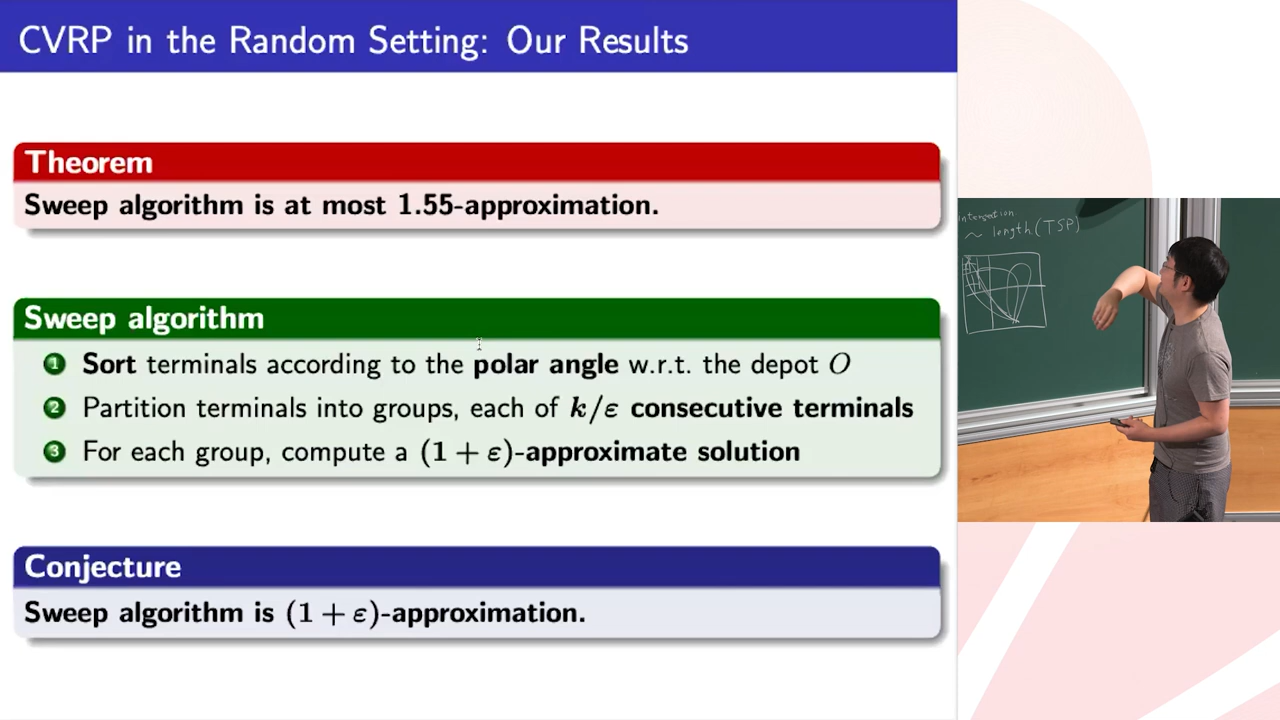 CVRP in the Random Setting: Our Results
Theorem
Sweep algorithm is at most 1.55-approximation.
Sweep algorithm
1 Sort terminals according to the polar angle w.r.t. the depot O
2 Partition terminals into groups, each of k/ε consecutive terminals
3 For each group, compute a (1 + ε)-approximate solution
Conjecture
Sweep algorithm is (1 + ε)-approximation.
~ length(TSP)